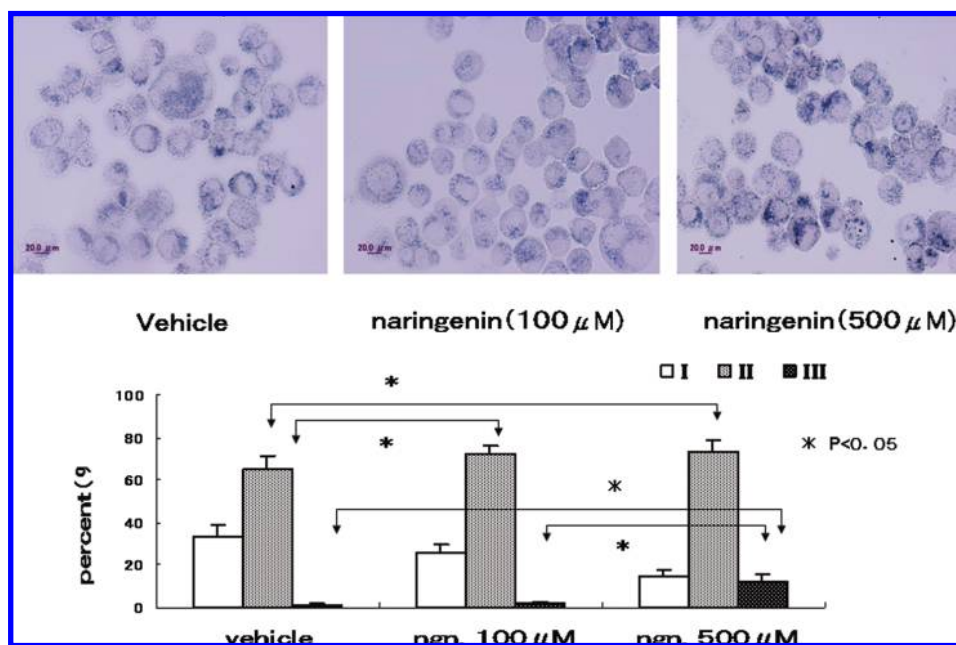 20.0 μm 20.0 μm 20.0 μm
Vehicle naringenin(100 μM) naringenin(500 μM)
I II III
*
100
* ※ P<0.05
80
60 ※
40
20 *
0
percent(9
vehicle ngn. 100 μM ngn. 500 μM